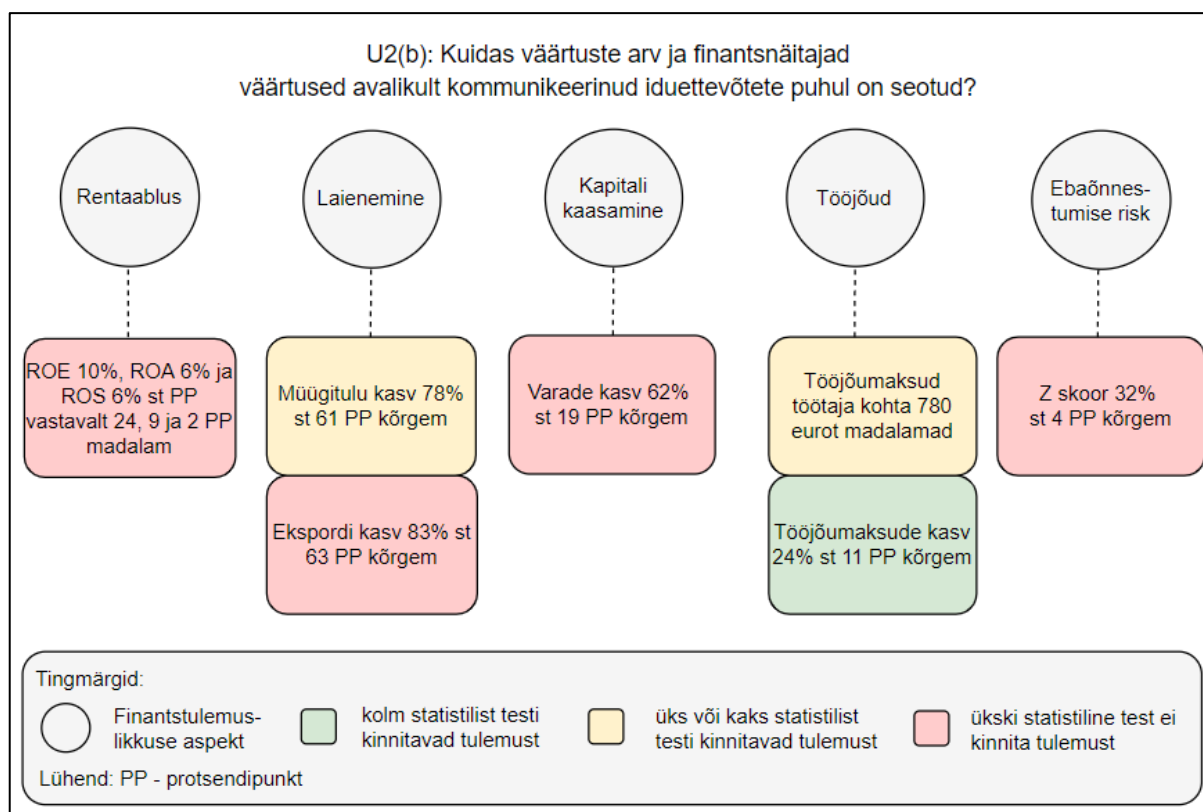 U2(b): Kuidas väärtuste arv ja finantsnäitajad
väärtused avalikult kommunikeerinud iduettevõtete puhul on seotud?
Rentaablus
Laienemine
Kapitali
kaasamine
Tööjõud
Ebaõnnes-
tumise risk
ROE 10%, ROA 6% ja
ROS 6% st PP
vastavalt 24, 9 ja 2 PP
madalam
Müügitulu kasv 78%
st 61 PP kõrgem
Varade kasv 62%
st 19 PP kõrgem
Tööjõumaksud
töötaja kohta 780
eurot madalamad
Z skoor 32%
st 4 PP kõrgem
Ekspordi kasv 83% st
63 PP kõrgem
Tööjõumaksude kasv
24% st 11 PP kõrgem
Tingmärgid:
Finantstulemus-
likkuse aspekt
kolm statistilist testi
kinnitavad tulemust
üks või kaks statistilist
testi kinnitavad tulemust
ükski statistiline test ei
kinnita tulemust
Lühend: PP - protsendipunkt